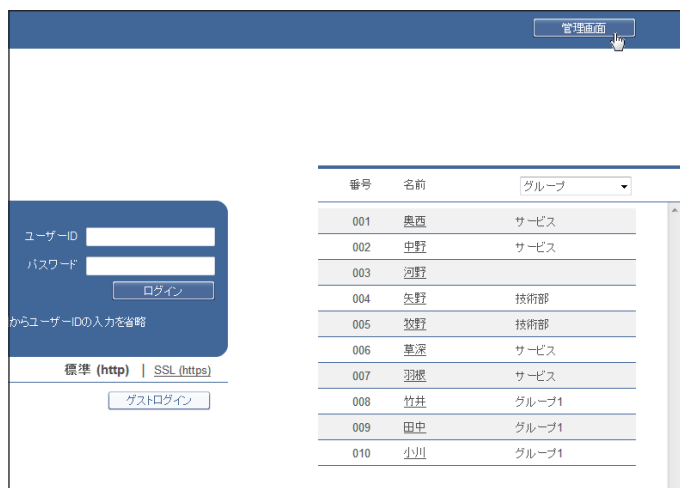 管理画面
ユーザーID
パスワード
ログイン
からユーザーIDの入力を省略
標準 (http) | SSL (https)
ゲストログイン
番号 名前 グループ
001 奥西 サービス
002 中野 サービス
003 河野
004 矢野 技術部
005 牧野 技術部
006 草深 サービス
007 羽根 サービス
008 竹井 グループ1
009 田中 グループ1
010 小川 グループ1